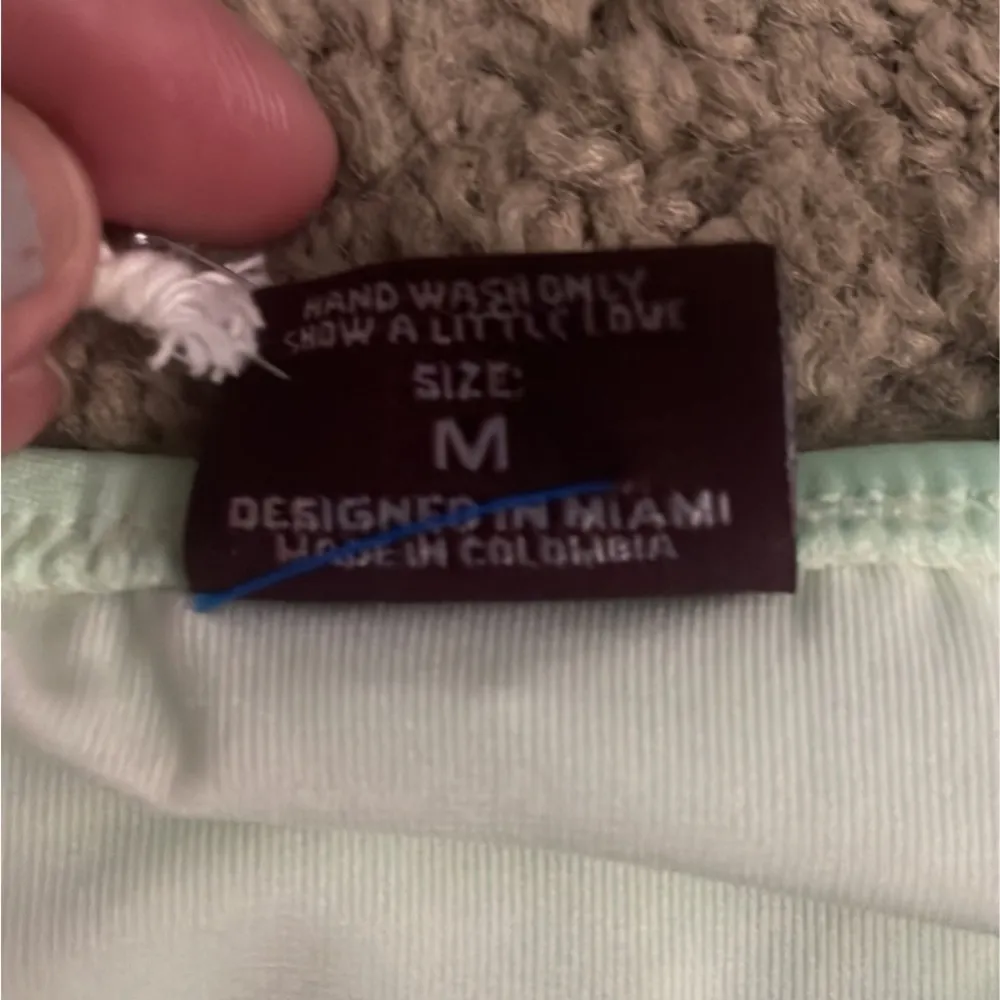 HAND WASH ONLY
SHOW A LITTLE LOVE
SIZE:
M
DESIGNED IN MIAMI
MADE IN COLOMBIA